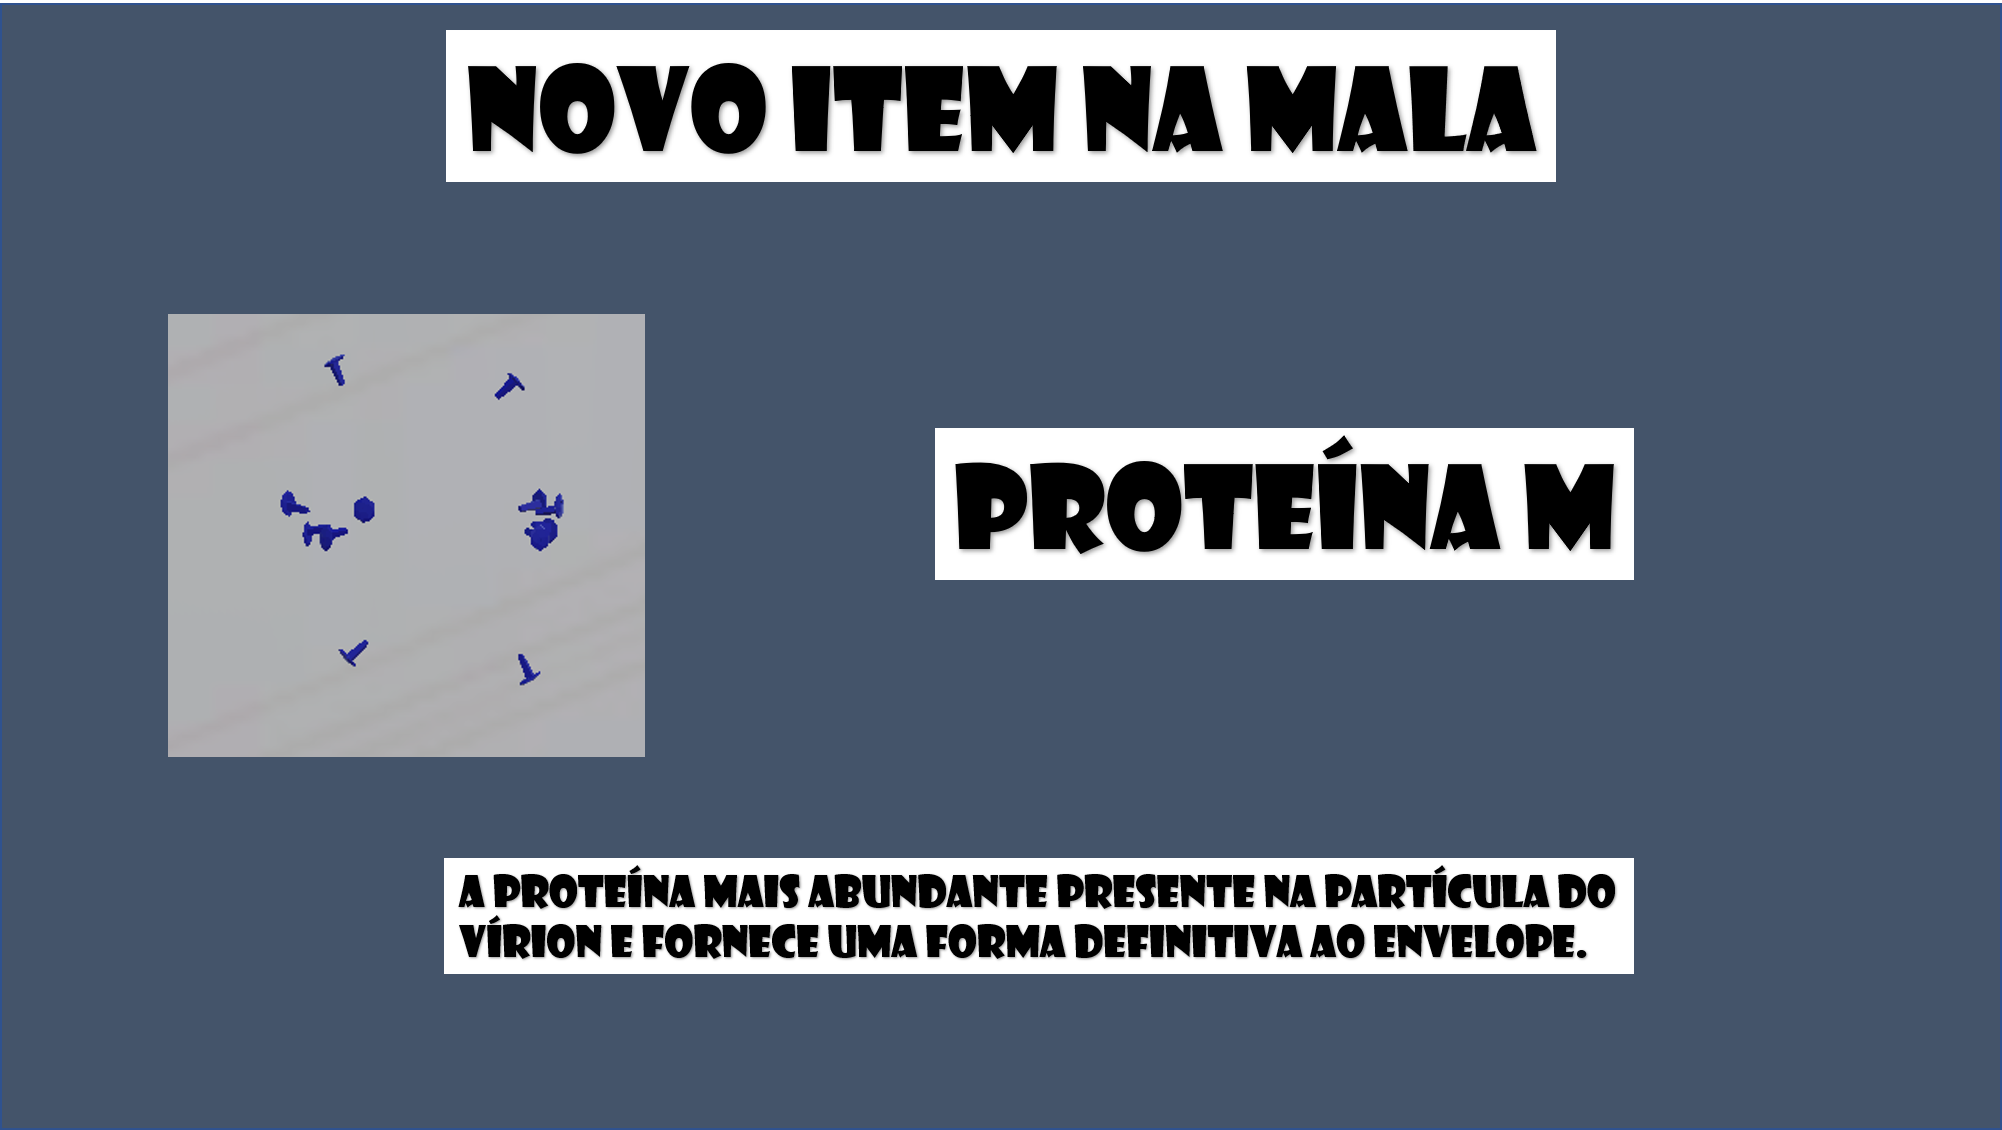 NOVO ITEM NA MALA
PROTEÍNA M
A PROTEÍNA MAIS ABUNDANTE PRESENTE NA PARTÍCULA DO
VÍRION E FORNECE UMA FORMA DEFINITIVA AO ENVELOPE.